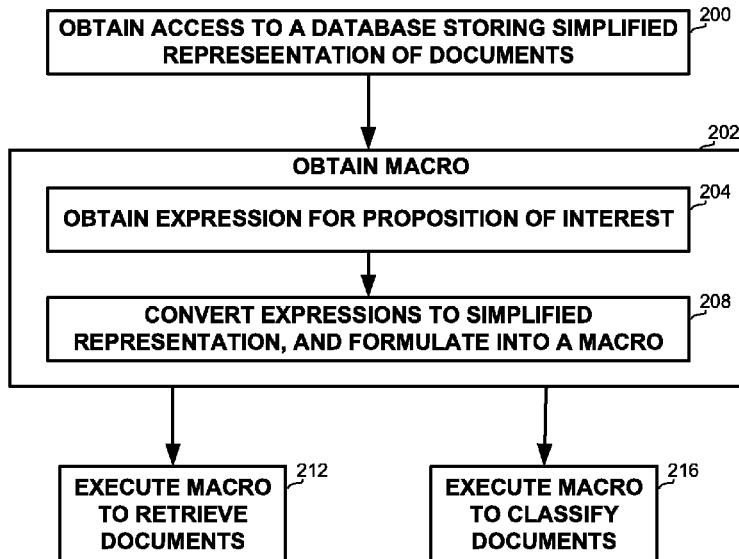 200
OBTAIN ACCESS TO A DATABASE STORING SIMPLIFIED
REPRESEENTATION OF DOCUMENTS
202
OBTAIN MACRO
204
OBTAIN EXPRESSION FOR PROPOSITION OF INTEREST
208
CONVERT EXPRESSIONS TO SIMPLIFIED
REPRESENTATION, AND FORMULATE INTO A MACRO
212
EXECUTE MACRO
TO RETRIEVE
DOCUMENTS
216
EXECUTE MACRO
TO CLASSIFY
DOCUMENTS